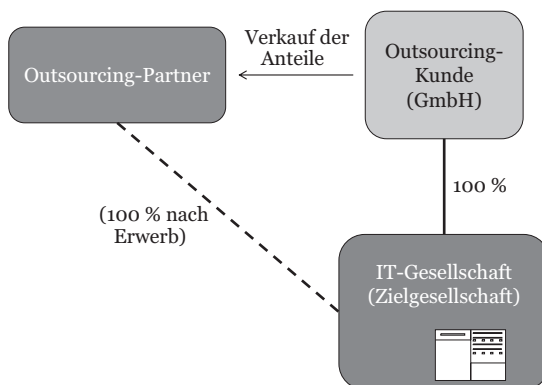 Outsourcing-Partner
Verkauf der
Anteile
Outsourcing-
Kunde
(GmbH)
(100 % nach
Erwerb)
100 %
IT-Gesellschaft
(Zielgesellschaft)